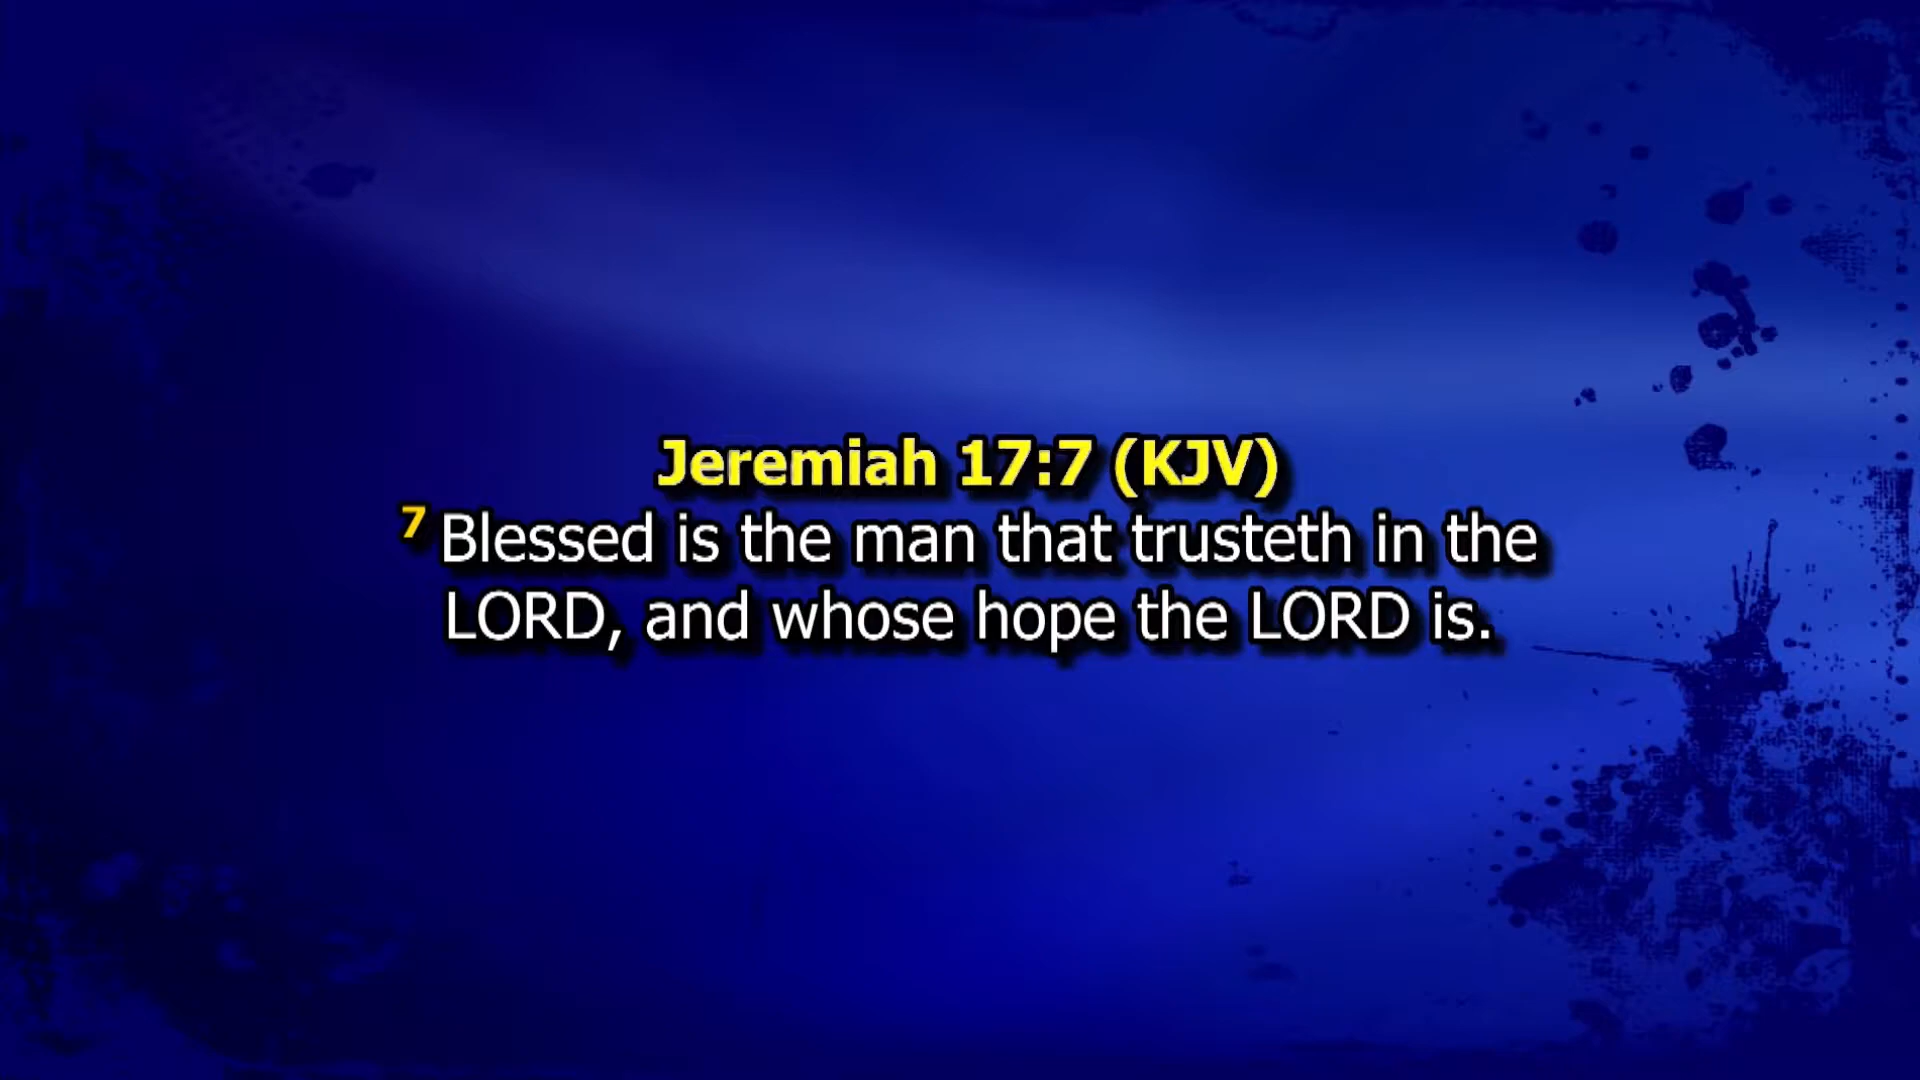 Jeremiah 17:7 (KJV)
7 Blessed is the man that trusteth in the
LORD, and whose hope the LORD is.